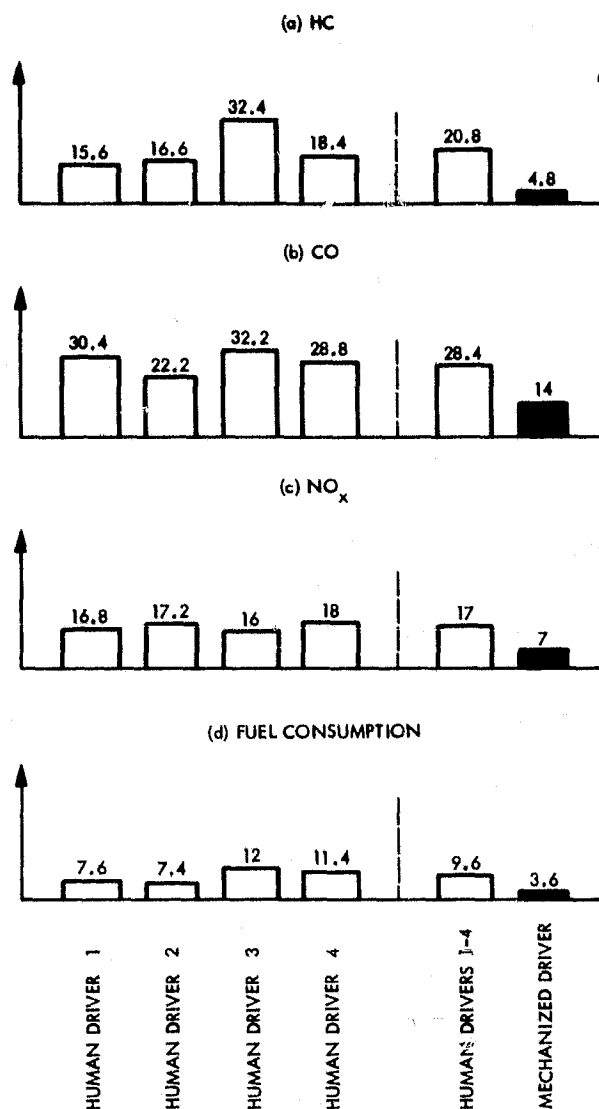 (a) HC
15.6 16.6 32.4 18.4 20.8 4.8
(b) CO
30.4 22.2 32.2 28.8 28.4 14
(c) NOx
16.8 17.2 16 18 17 7
(d) FUEL CONSUMPTION
7.6 7.4 12 11.4 9.6 3.6
HUMAN DRIVER 1
HUMAN DRIVER 2
HUMAN DRIVER 3
HUMAN DRIVER 4
HUMAN DRIVERS 1-4
MECHANIZED DRIVER